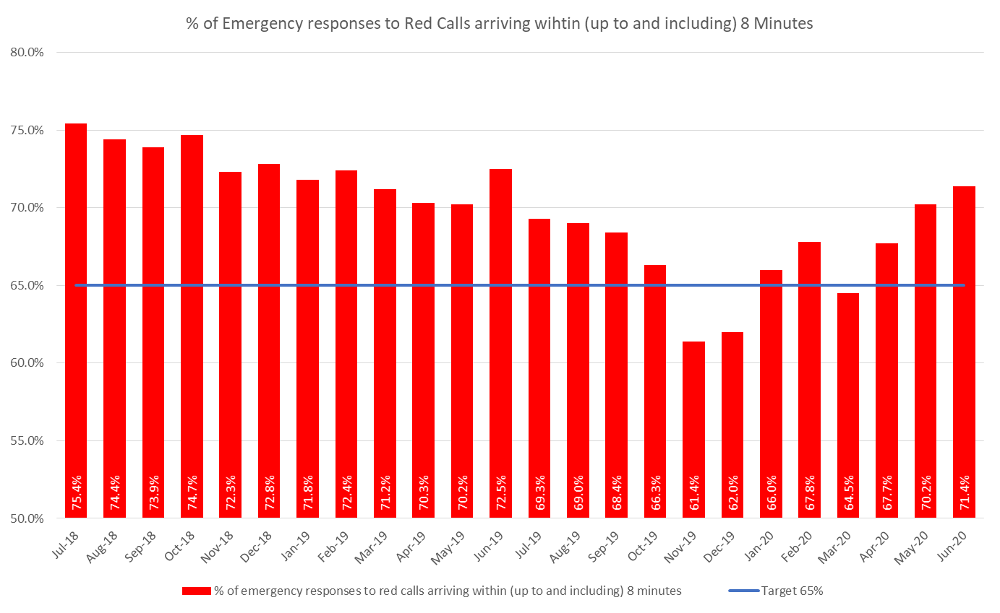 % of Emergency responses to Red Calls arriving wihtin (up to and including) 8 Minutes
80.0%
75.0%
70.0%
65.0%
60.0%
55.0%
50.0%
75.4%
74.4%
73.9%
74.7%
72.3%
72.8%
71.8%
72.4%
71.2%
70.3%
70.2%
72.5%
69.3%
69.0%
68.4%
66.3%
61.4%
62.0%
66.0%
67.8%
64.5%
67.7%
70.2%
71.4%
Jul-18
Aug-18
Sep-18
Oct-18
Nov-18
Dec-18
Jan-19
Feb-19
Mar-19
Apr-19
May-19
Jun-19
Jul-19
Aug-19
Sep-19
Oct-19
Nov-19
Dec-19
Jan-20
Feb-20
Mar-20
Apr-20
May-20
Jun-20
% of emergency responses to red calls arriving within (up to and including) 8 minutes
Target 65%